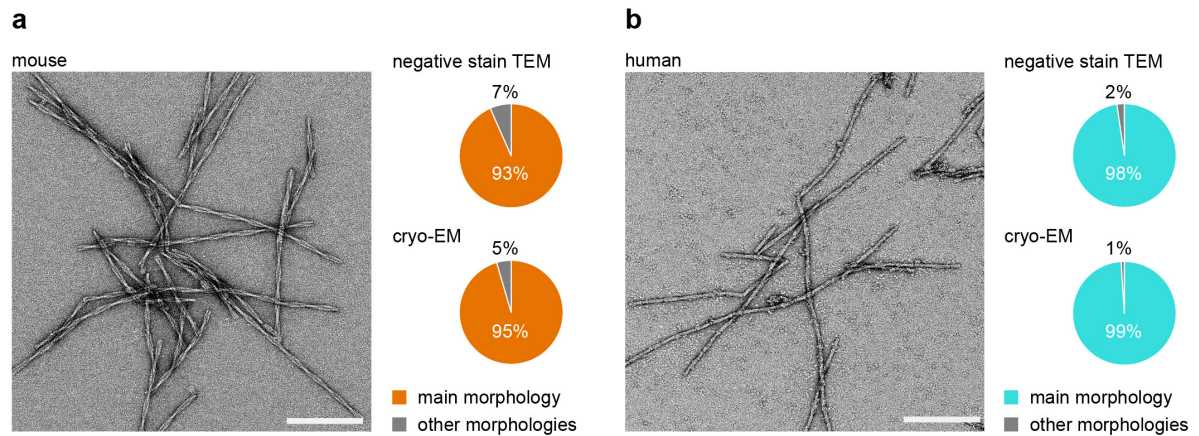 a
mouse
negative stain TEM
7%
93%
cryo-EM
5%
95%
main morphology
other morphologies
b
human
negative stain TEM
2%
98%
cryo-EM
1%
99%
main morphology
other morphologies